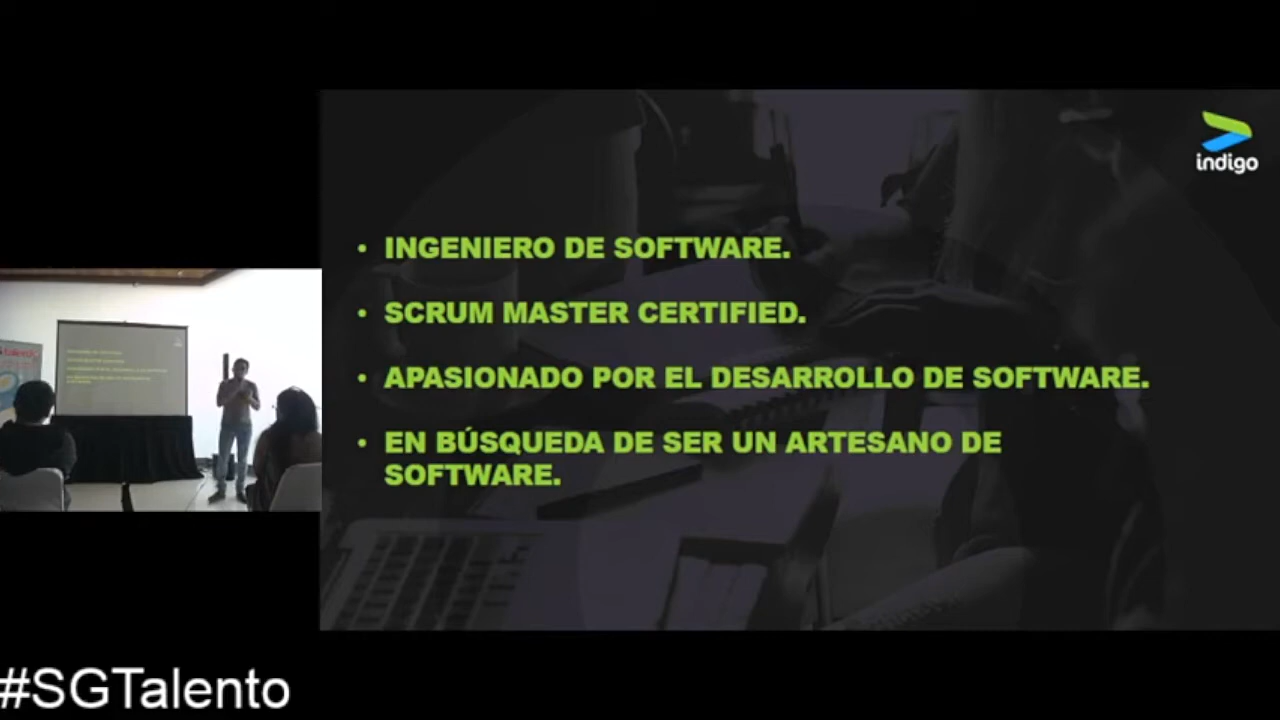 indigo
• INGENIERO DE SOFTWARE.
• SCRUM MASTER CERTIFIED.
• APASIONADO POR EL DESARROLLO DE SOFTWARE.
• EN BÚSQUEDA DE SER UN ARTESANO DE
SOFTWARE.
talento
#SGTalento